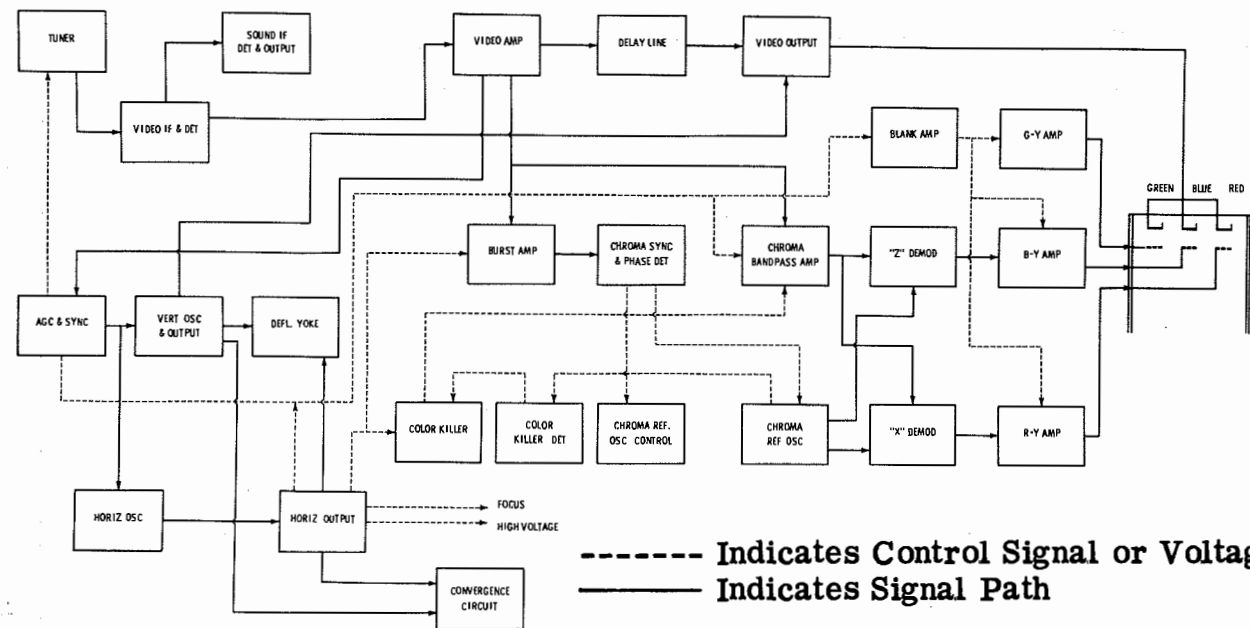 TUNER
SOUND IF
DET & OUTPUT
VIDEO AMP
DELAY LINE
VIDEO OUTPUT
VIDEO IF & DET
BLANK AMP
G-Y AMP
GREEN BLUE RED
BURST AMP
CHROMA SYNC
& PHASE DET
CHROMA
BANDPASS AMP
"Z" DEMOD
B-Y AMP
AGC & SYNC
VERT OSC
& OUTPUT
DEFL. YOKE
COLOR KILLER
COLOR
KILLER DET
CHROMA REF.
OSC CONTROL
CHROMA
REF OSC
"X" DEMOD
R-Y AMP
HORIZ OSC
HORIZ OUTPUT
FOCUS
HIGH VOLTAGE
CONVERGENCE
CIRCUIT
Indicates Control Signal or Voltag
Indicates Signal Path